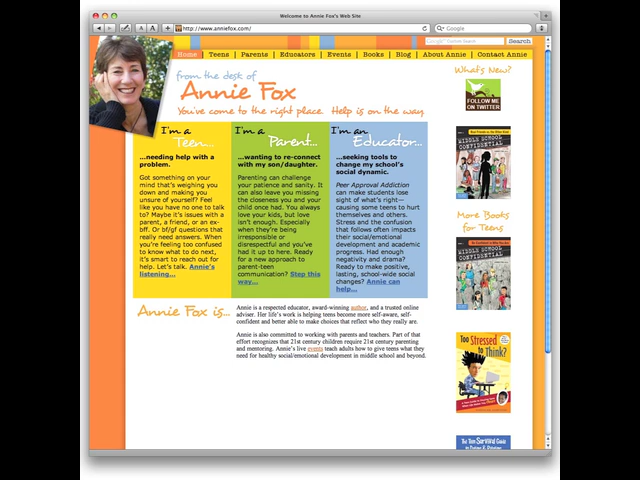 Welcome to Annie Fox's Web Site
http://www.anniefox.com/
Google
Google Custom Search
Search
Home | Teens | Parents | Educators | Events | Books | Blog | About Annie | Contact Annie
from the desk of
Annie Fox
You've come to the right place Help is on the way
What's New?
FOLLOW ME
ON TWITTER
I'm a
Teen...
...needing help with a
problem.
Got something on your
mind that's weighing you
down and making you
unsure of yourself? Feel
like you have no one to talk
to? Maybe it's issues with a
parent, a friend, or an ex-
bff. Or bf/gf questions that
really need answers. When
you're feeling too confused
to know what to do next,
it's smart to reach out for
help. Let's talk. Annie's
listening...
I'm a
Parent...
...wanting to re-connect
with my son/daughter.
Parenting can challenge
your patience and sanity. It
can also leave you missing
the closeness you and your
child once had. You always
love your kids, but love
isn't enough. Especially
when they're being
irresponsible or
disrespectful and you've
had it up to here. Ready
for a new approach to
parent-teen
communication? Step this
way...
I'm an
Educator...
...seeking tools to
change my school's
social dynamic.
Peer Approval Addiction
can make students lose
sight of what's right—
causing some teens to hurt
themselves and others.
Stress and the confusion
that follows often impacts
their social/emotional
development and academic
progress. Had enough
negativity and drama?
Ready to make positive,
lasting, school-wide social
changes? Annie can
help...
MIDDLE SCHOOL
CONFIDENTIAL
More Books
for Teens
MIDDLE SCHOOL
CONFIDENTIAL
Too Stressed
to Think?
The Teen Survival Guide
Annie Fox is...
Annie is a respected educator, award-winning author, and a trusted online
adviser. Her life's work is helping teens become more self-aware, self-
confident and better able to make choices that reflect who they really are.
Annie is also committed to working with parents and teachers. Part of that
effort recognizes that 21st century children require 21st century parenting
and mentoring. Annie's live events teach adults how to give teens what they
need for healthy social/emotional development in middle school and beyond.